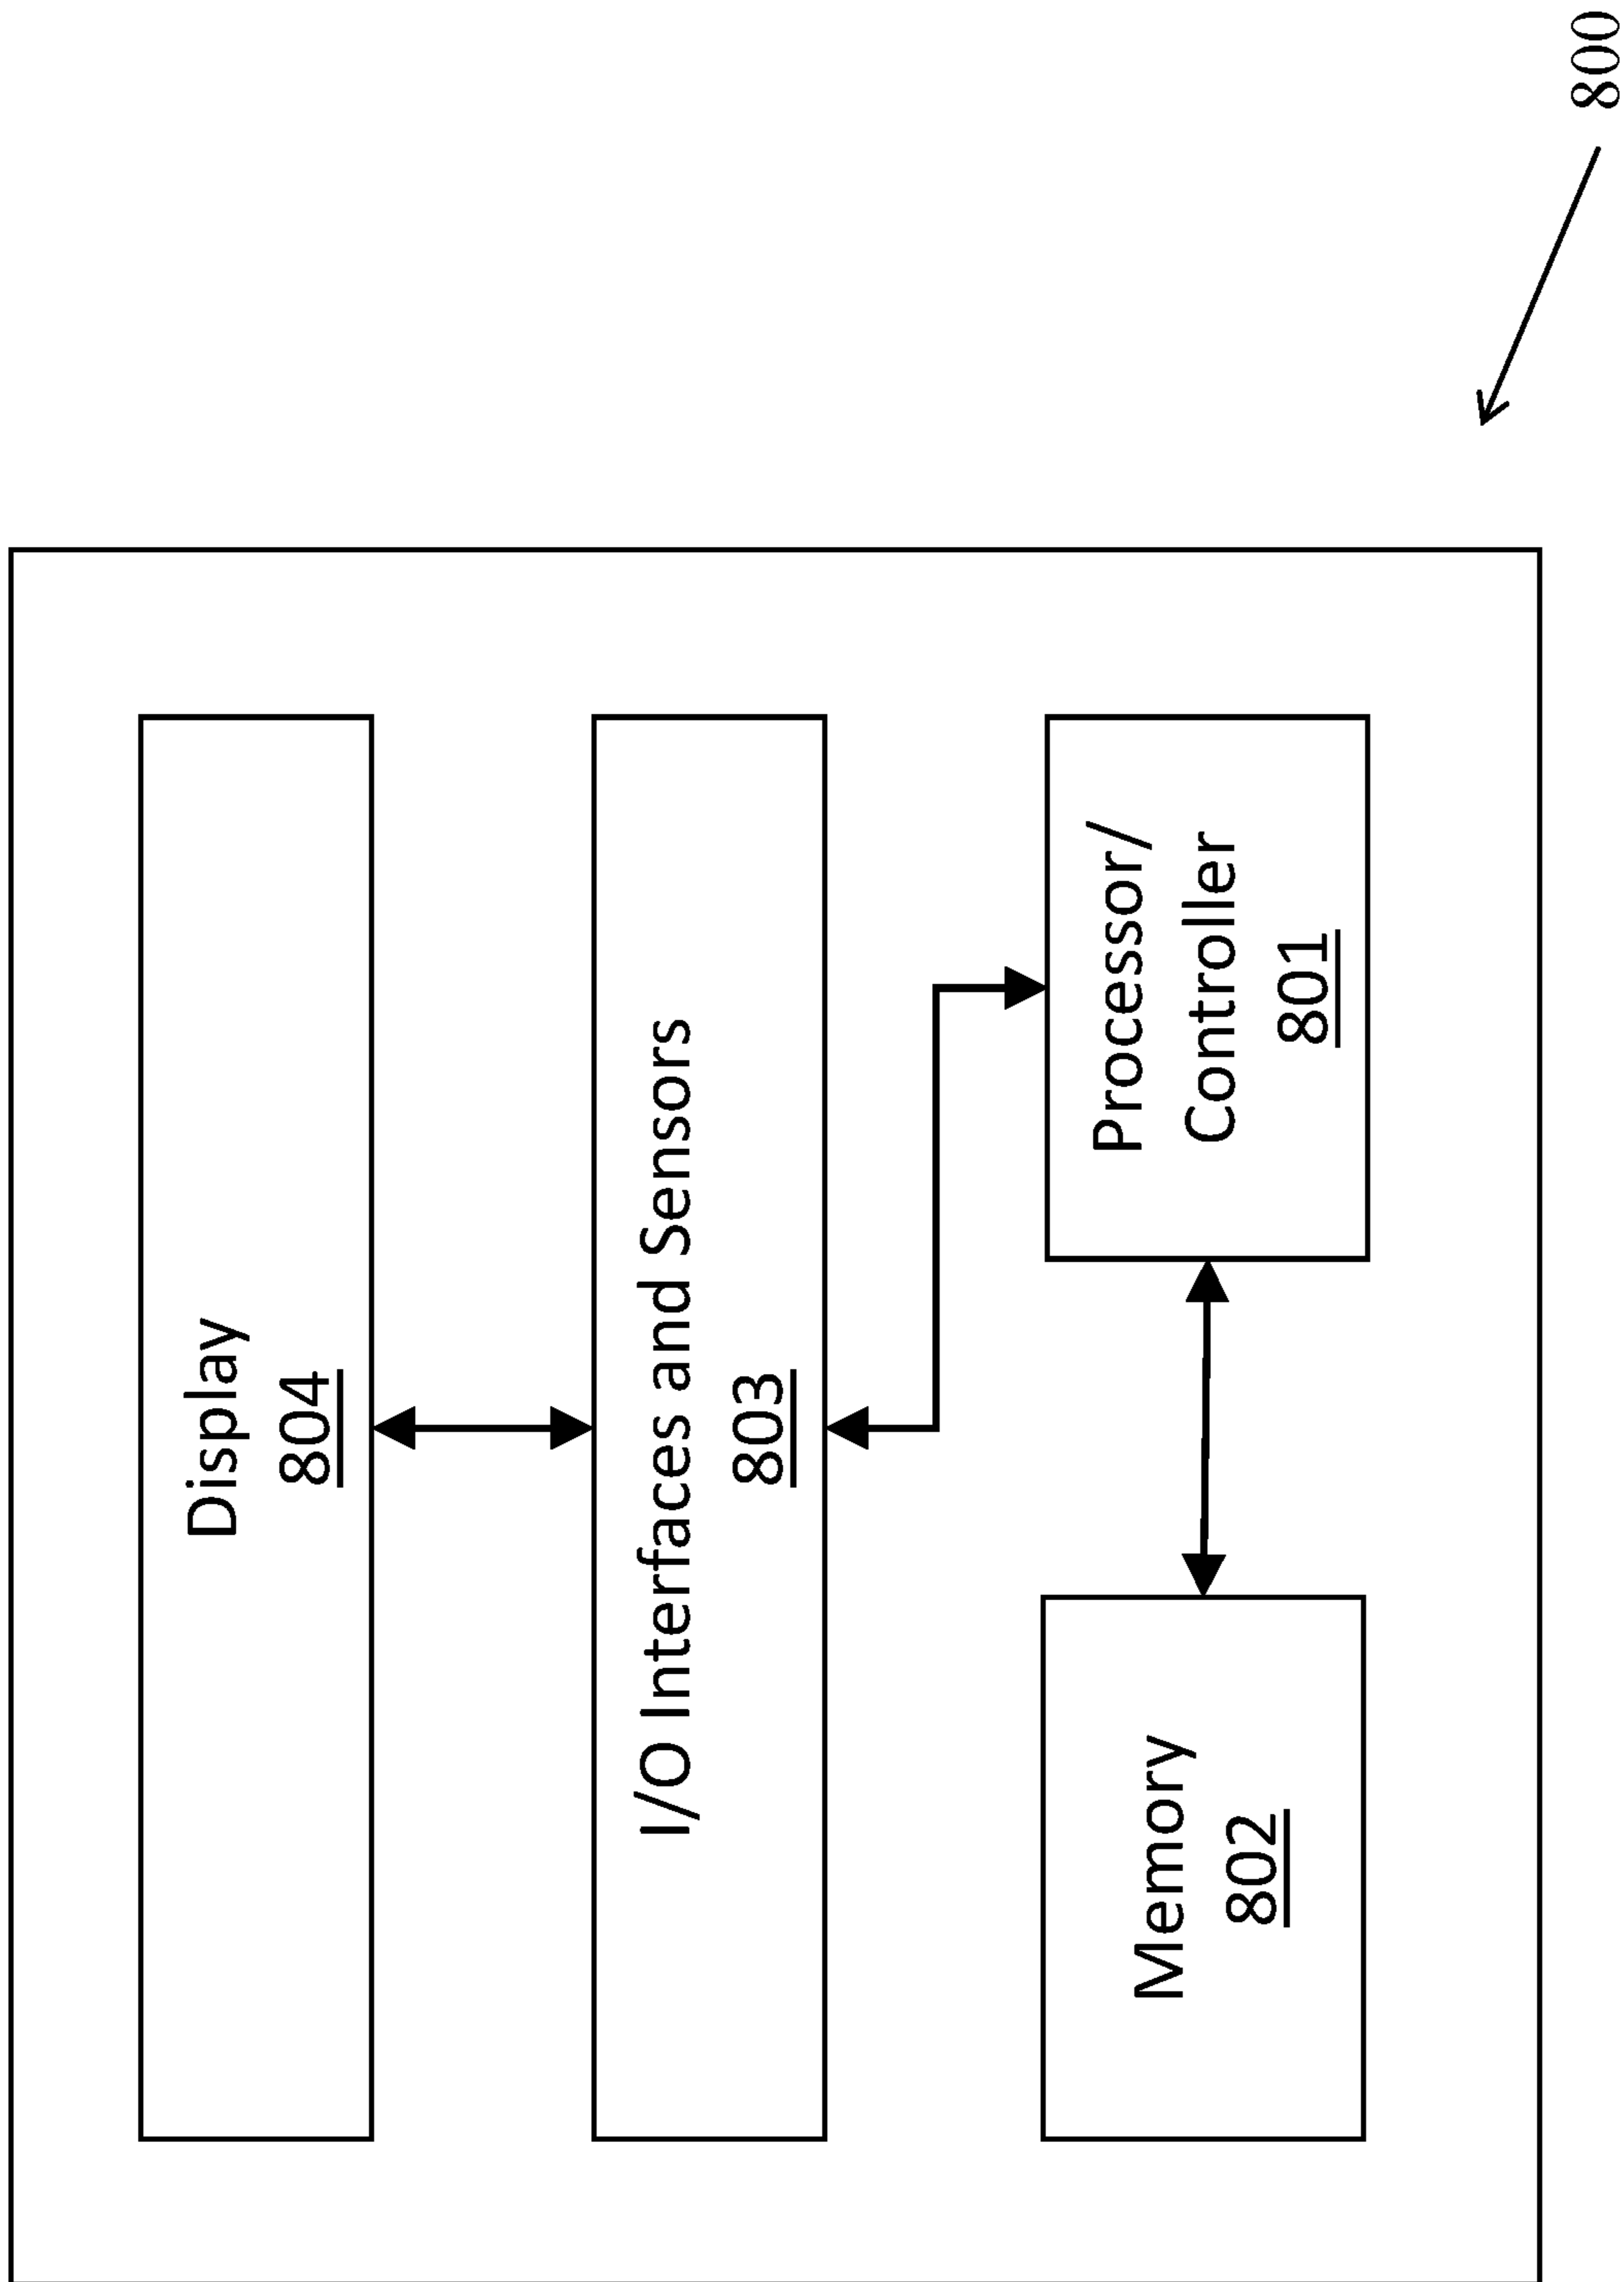 Display
804
I/O Interfaces and Sensors
803
Memory
802
Processor/
Controller
801
800